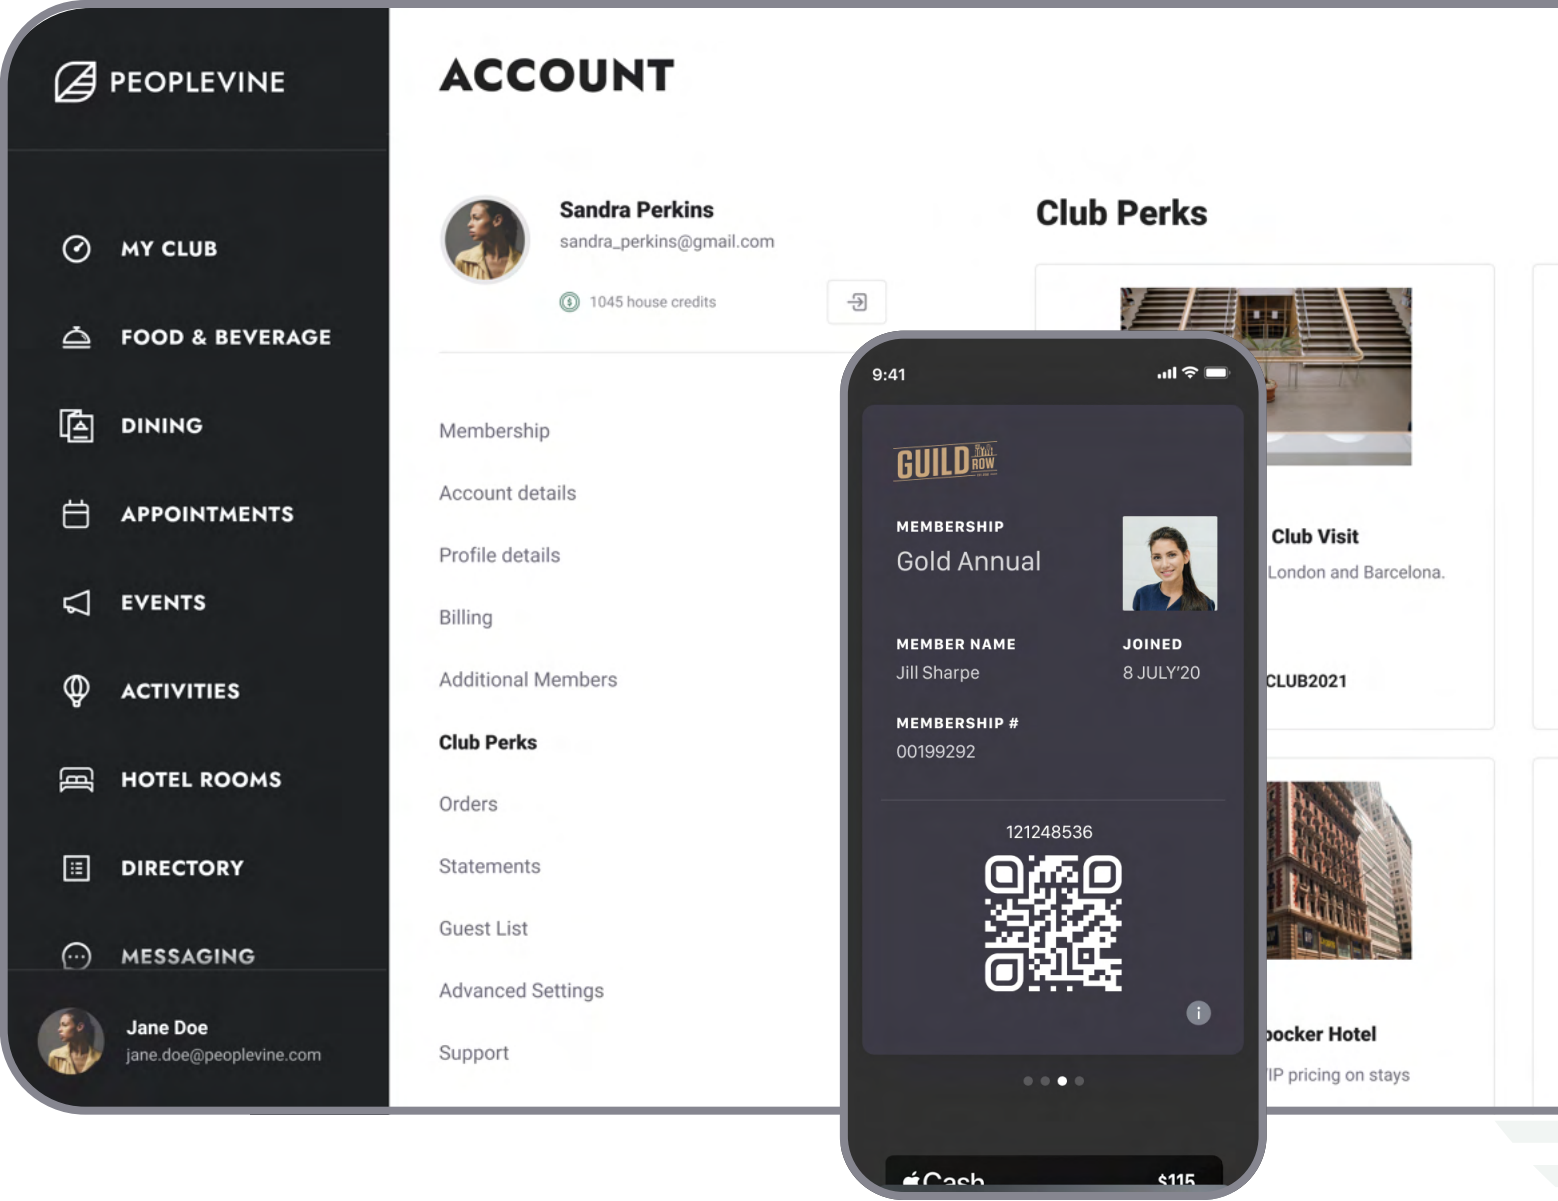 PEOPLEVINE
MY CLUB
FOOD & BEVERAGE
DINING
APPOINTMENTS
EVENTS
ACTIVITIES
HOTEL ROOMS
DIRECTORY
MESSAGING
Jane Doe
jane.doe@peoplevine.com
ACCOUNT
Sandra Perkins
sandra_perkins@gmail.com
1045 house credits
Membership
Account details
Profile details
Billing
Additional Members
Club Perks
Orders
Statements
Guest List
Advanced Settings
Support
Club Perks
Club Visit
London and Barcelona.
CLUB2021
Hotel
pricing on stays
9:41
GUILD ROW
MEMBERSHIP
Gold Annual
MEMBER NAME
JOINED
Jill Sharpe
8 JULY'20
MEMBERSHIP #
00199292
121248536
Cash
$115